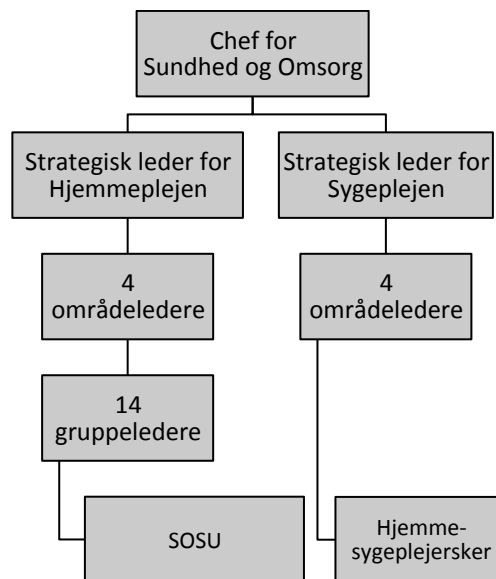 Chef for
Sundhed og Omsorg
Strategisk leder for
Hjemmeplejen
Strategisk leder for
Sygeplejen
4
områdeledere
4
områdeledere
14
gruppeledere
SOSU
Hjemme-
sygeplejersker